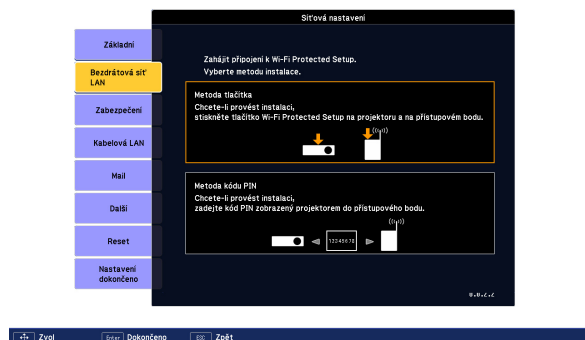 Síťová nastavení
Základní
Bezdrátová síť
LAN
Zabezpečení
Kabelová LAN
Mail
Další
Reset
Nastavení
dokončeno
Zahájit připojení k Wi-Fi Protected Setup.
Vyberte metodu instalace.
Metoda tlačítka
Chcete-li provést instalaci,
stiskněte tlačítko Wi-Fi Protected Setup na projektoru a na přístupovém bodu.
Metoda kódu PIN
Chcete-li provést instalaci,
zadejte kód PIN zobrazený projektorem do přístupového bodu.
12345678
Zvol
Enter Dokončeno
ESC Zpět